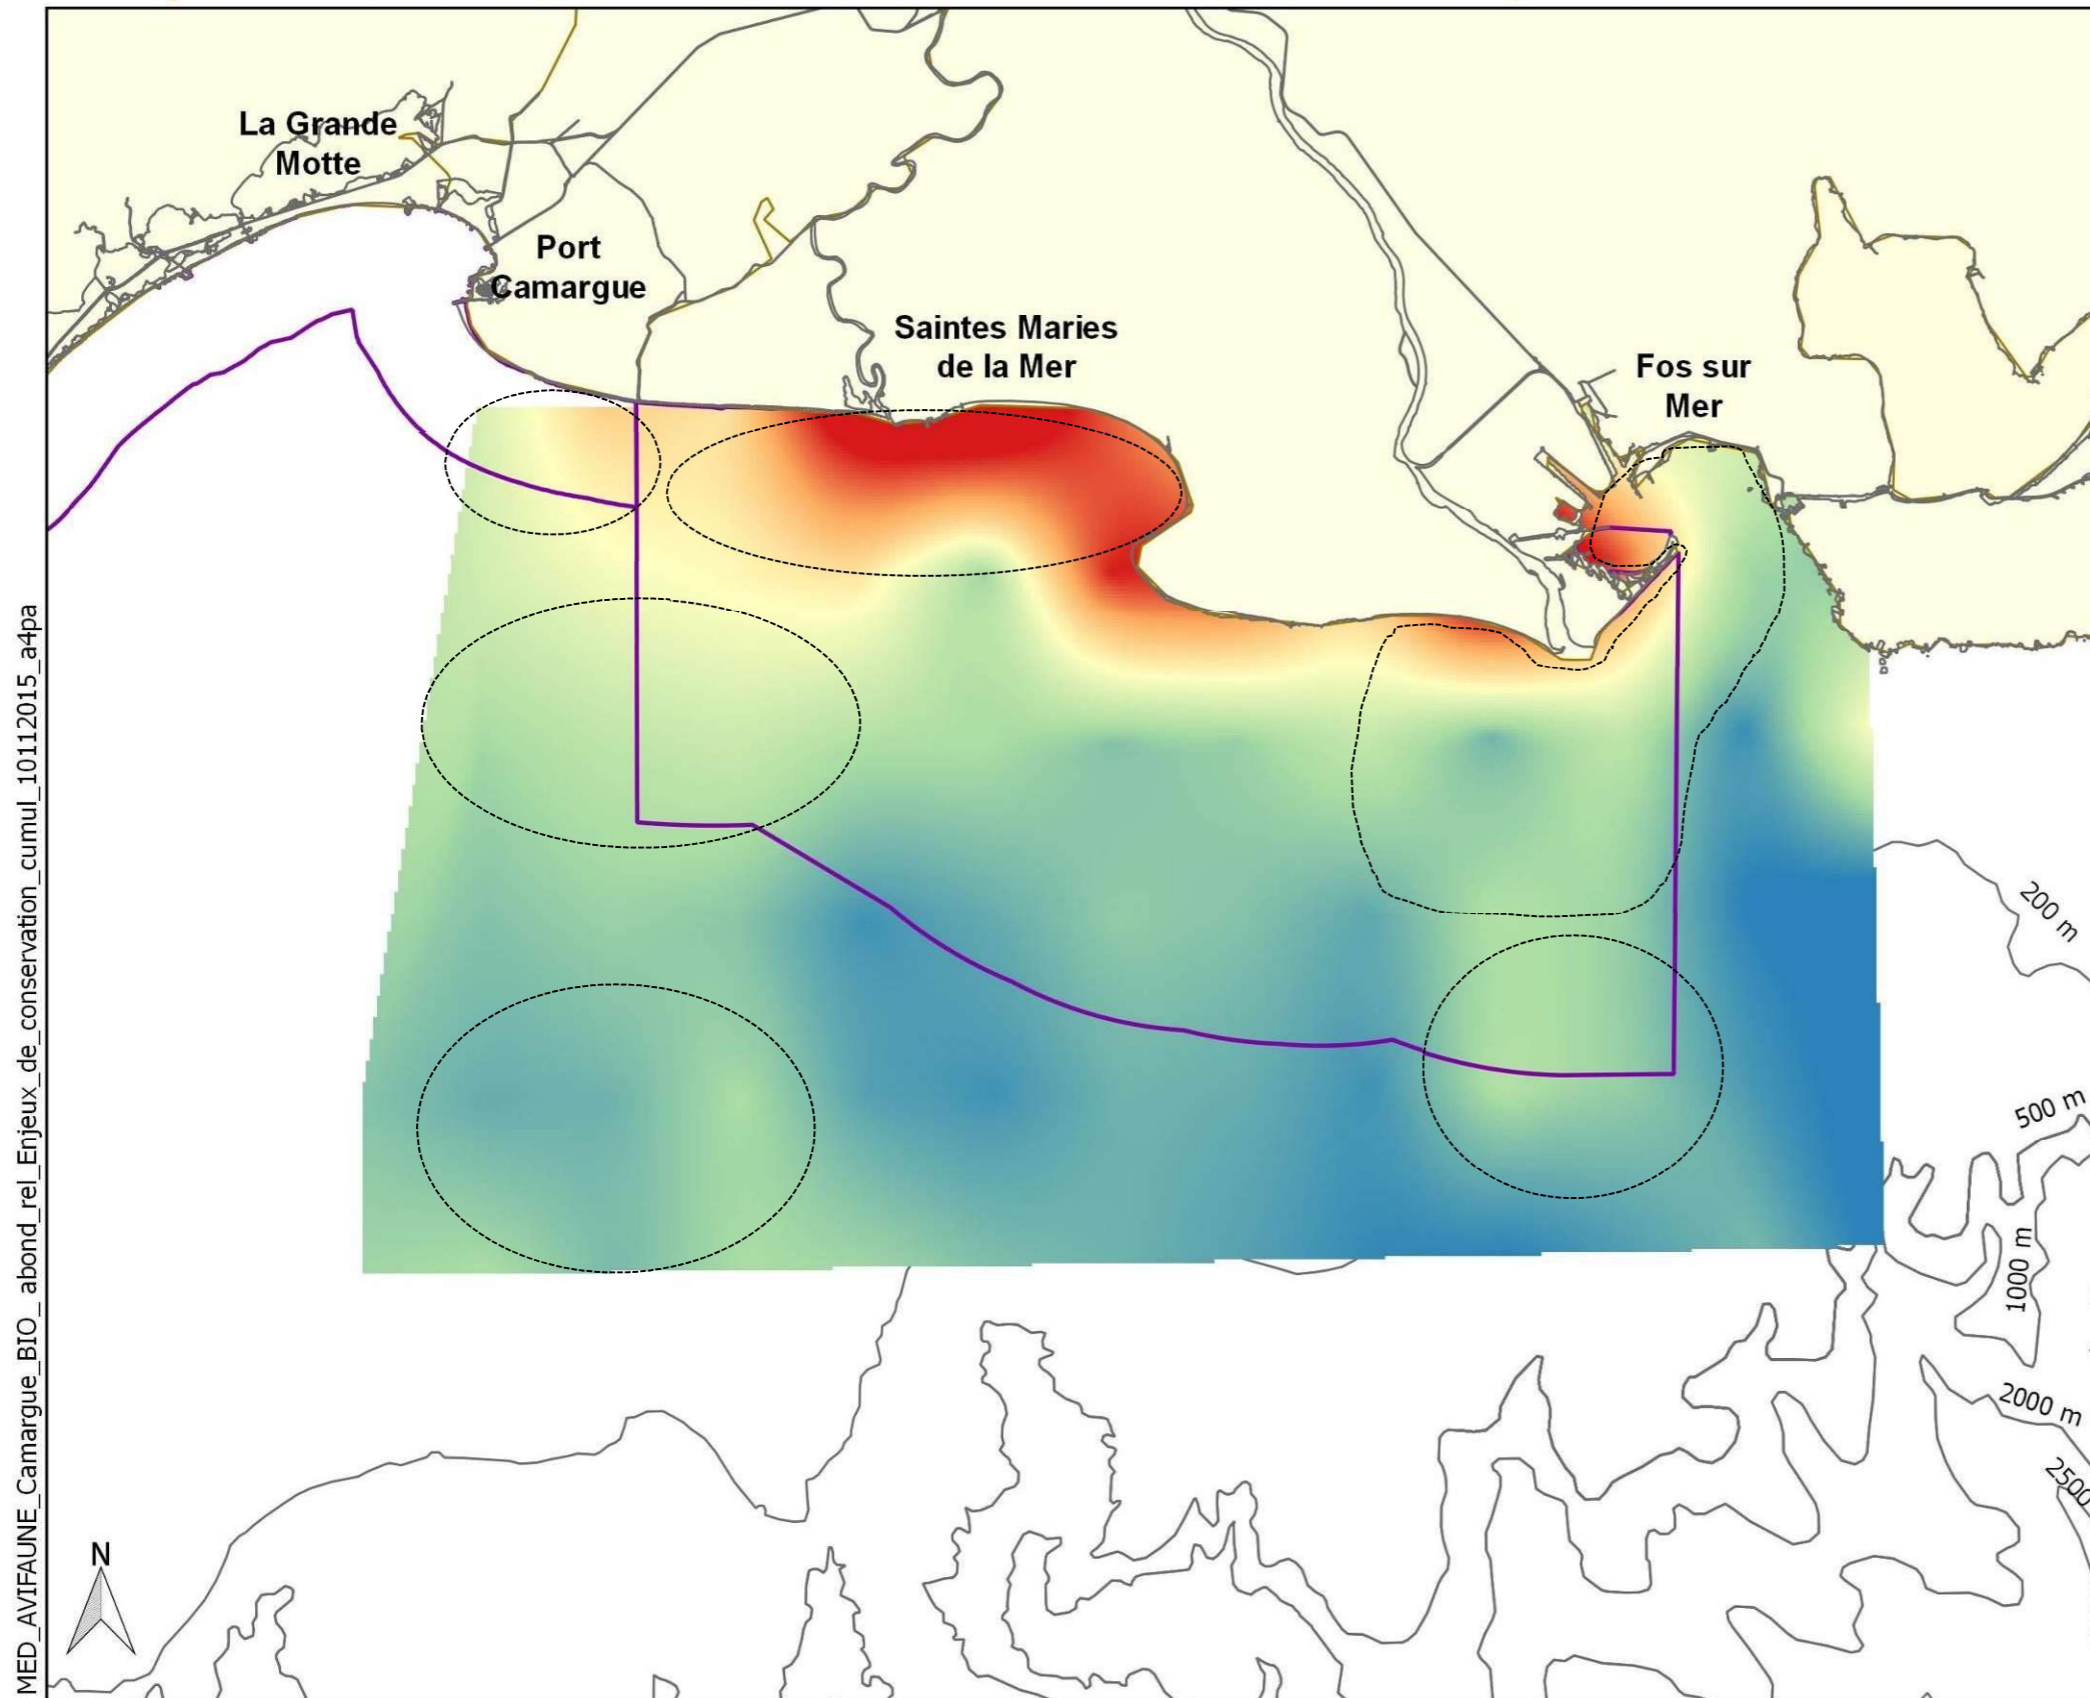 La Grande
Motte
Port
Camargue
Saintes Maries
de la Mer
Fos sur
Mer
200 m
500 m
1000 m
2000 m
2500
N
MED_AVIFAUNE_Camargue_BIO_ abond_rel_Enjeux_de_conservation_cumul_10112015_a4pa